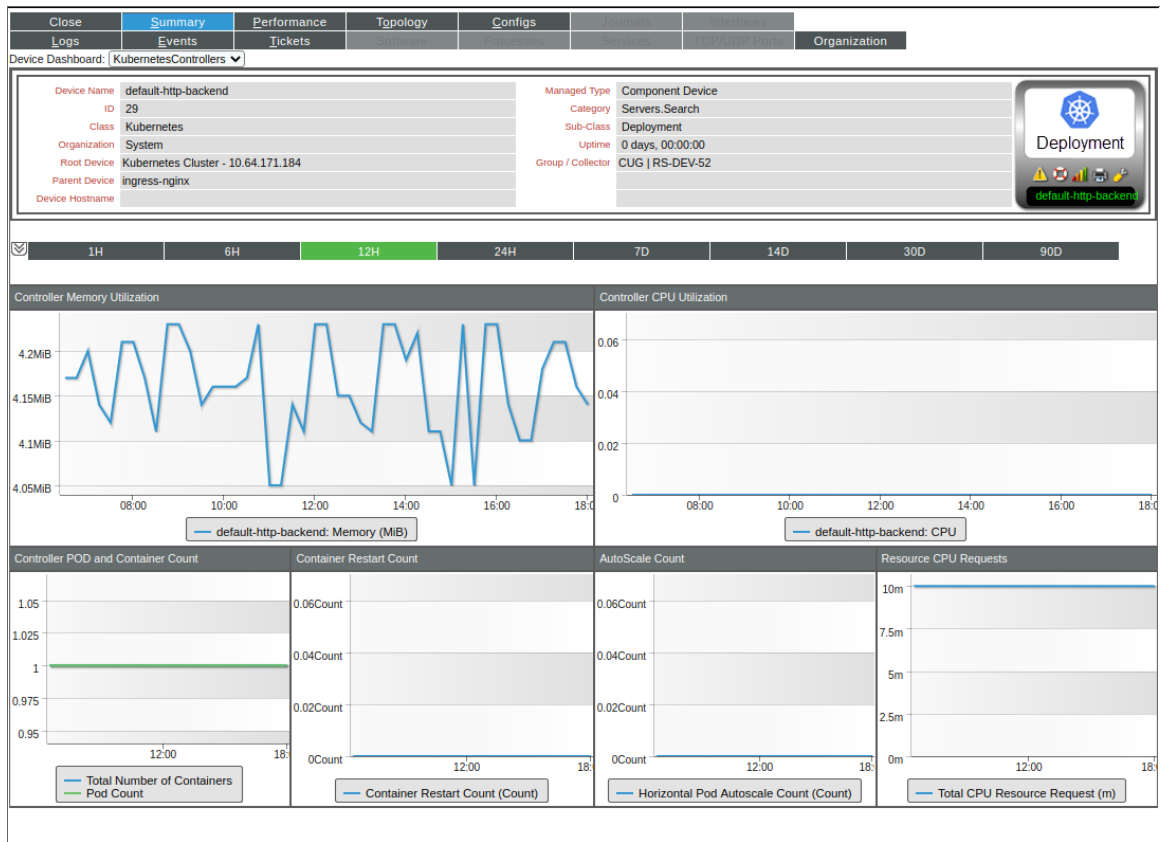 Close Summary Performance Topology Configs Journals Interfaces
Logs Events Tickets Software Processes Services TCP/UDP Ports Organization
Device Dashboard: KubernetesControllers
Device Name default-http-backend Managed Type Component Device
ID 29 Category Servers.Search
Class Kubernetes Sub-Class Deployment
Organization System Uptime 0 days, 00:00:00
Root Device Kubernetes Cluster - 10.64.171.184 Group / Collector CUG | RS-DEV-52
Parent Device ingress-nginx
Device Hostname
Deployment
default-http-backend
1H 6H 12H 24H 7D 14D 30D 90D
Controller Memory Utilization
4.2MiB
4.15MiB
4.1MiB
4.05MiB
08:00 10:00 12:00 14:00 16:00 18:0
default-http-backend: Memory (MiB)
Controller CPU Utilization
0.06
0.04
0.02
0
08:00 10:00 12:00 14:00 16:00 18:0
default-http-backend: CPU
Controller POD and Container Count
1.05
1.025
1
0.975
0.95
12:00 18:
Total Number of Containers
Pod Count
Container Restart Count
0.06Count
0.04Count
0.02Count
0Count
12:00 18:
Container Restart Count (Count)
AutoScale Count
0.06Count
0.04Count
0.02Count
0Count
12:00 18:
Horizontal Pod Autoscale Count (Count)
Resource CPU Requests
10m
7.5m
5m
2.5m
0m
12:00 18:
Total CPU Resource Request (m)